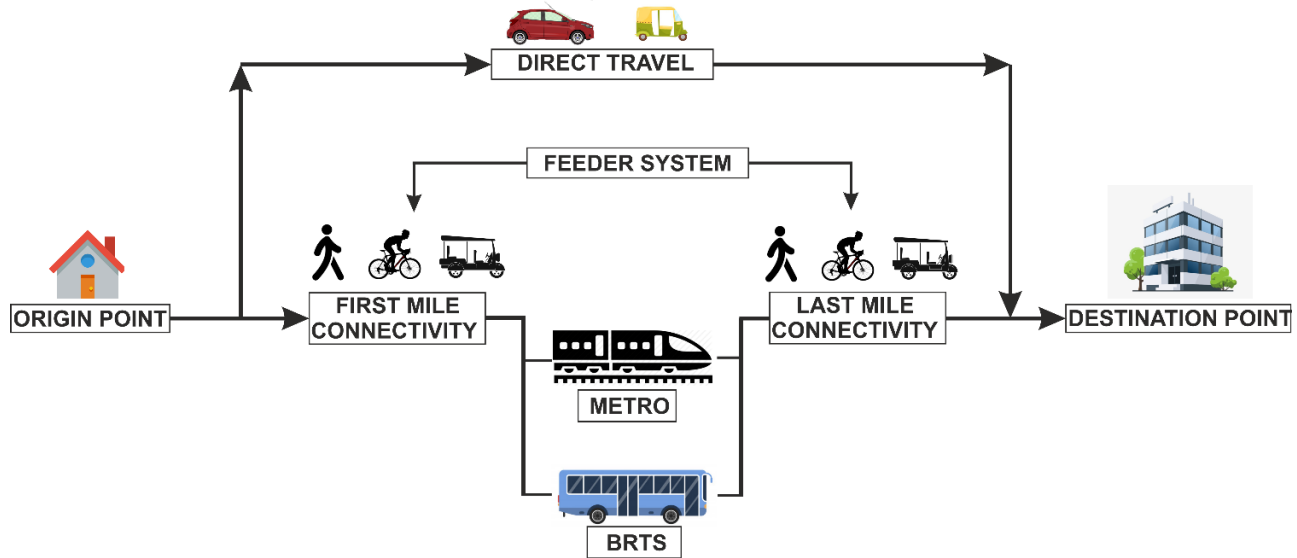 DIRECT TRAVEL
FEEDER SYSTEM
ORIGIN POINT
FIRST MILE
CONNECTIVITY
LAST MILE
CONNECTIVITY
DESTINATION POINT
METRO
BRTS